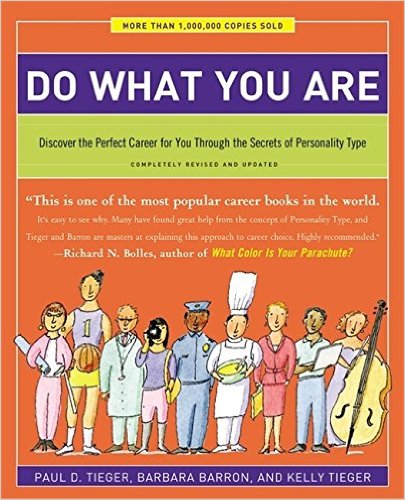 MORE THAN 1,000,000 COPIES SOLD
DO WHAT YOU ARE
Discover the Perfect Career for You Through the Secrets of Personality Type
COMPLETELY REVISED AND UPDATED
"This is one of the most popular career books in the world.
It's easy to see why. Many have found great help from the concept of Personality Type, and
Tieger and Barron are masters at explaining this approach to career choice. Highly recommended."
—Richard N. Bolles, author of What Color Is Your Parachute?
1
PAUL D. TIEGER, BARBARA BARRON, AND KELLY TIEGER